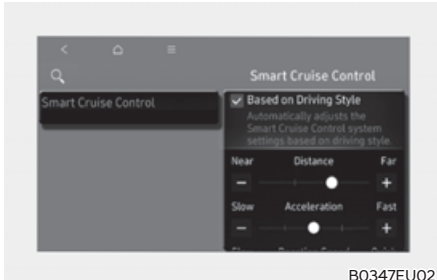 Smart Cruise Control
Smart Cruise Control
Based on Driving Style
Automatically adjusts the
Smart Cruise Control system
settings based on driving style.
Near Distance Far
− +
Slow Acceleration Fast
− +
B0347EU02